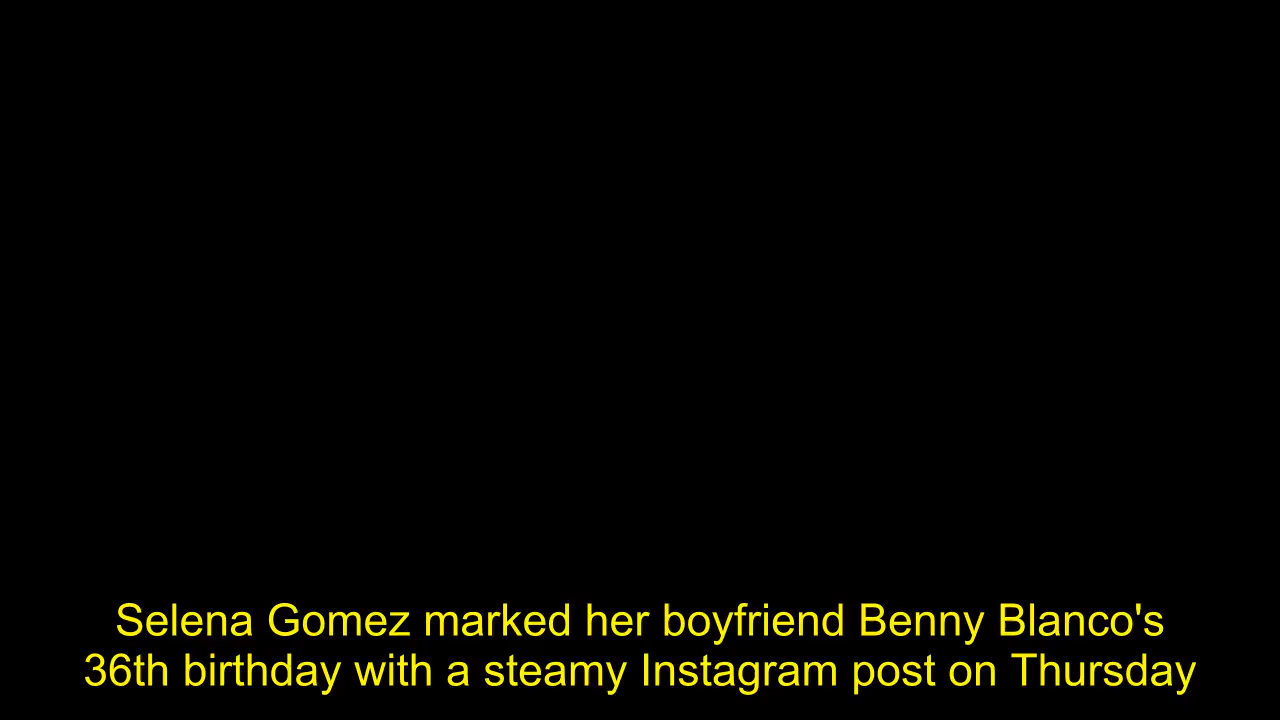 Selena Gomez marked her boyfriend Benny Blanco's
36th birthday with a steamy Instagram post on Thursday